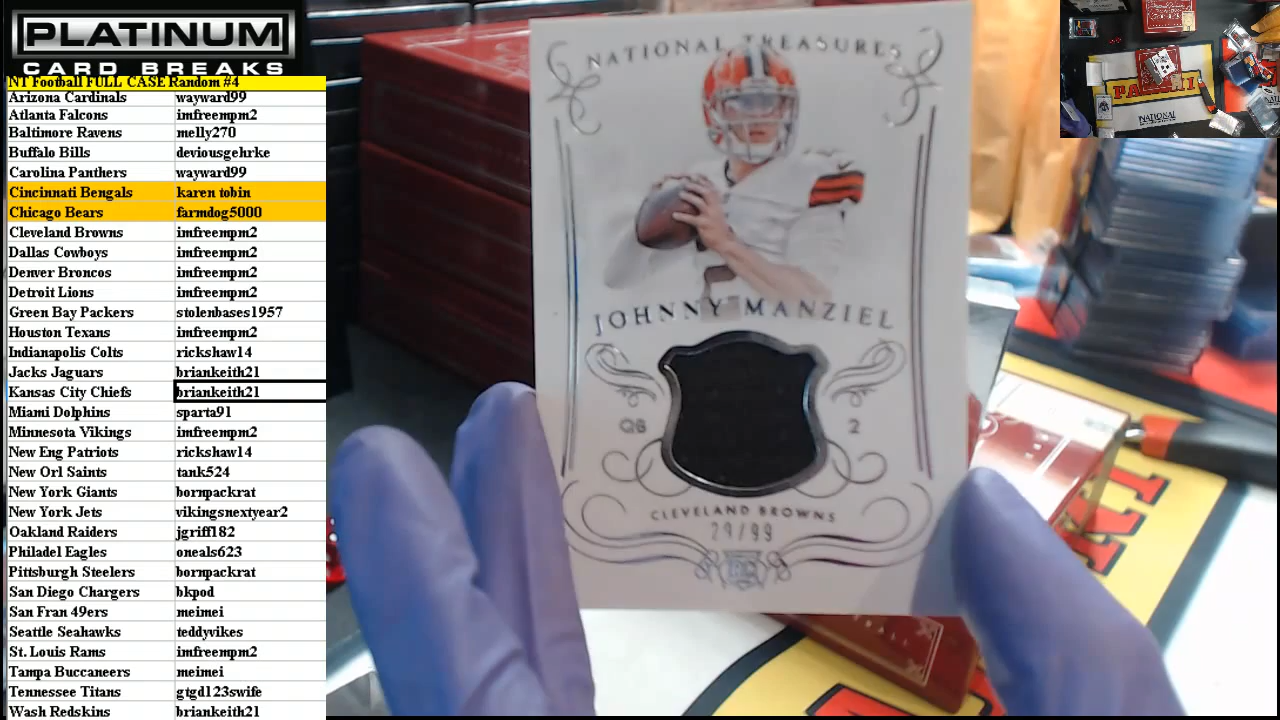 PLATINUM
CARD BREAKS
NT Football FULL CASE Random #4
Arizona Cardinals wayward99
Atlanta Falcons imfreempm2
Baltimore Ravens melly270
Buffalo Bills deviousgehrke
Carolina Panthers wayward99
Cincinnati Bengals karen tobin
Chicago Bears farmdog5000
Cleveland Browns imfreempm2
Dallas Cowboys imfreempm2
Denver Broncos imfreempm2
Detroit Lions imfreempm2
Green Bay Packers stolenbases1957
Houston Texans imfreempm2
Indianapolis Colts rickshaw14
Jacks Jaguars briankeith21
Kansas City Chiefs briankeith21
Miami Dolphins sparta91
Minnesota Vikings imfreempm2
New Eng Patriots rickshaw14
New Orl Saints tank524
New York Giants bornpackrat
New York Jets vikingsnextyear2
Oakland Raiders jgriff182
Philadel Eagles oneals623
Pittsburgh Steelers bornpackrat
San Diego Chargers bkpod
San Fran 49ers meimei
Seattle Seahawks teddyvikes
St. Louis Rams imfreempm2
Tampa Buccaneers meimei
Tennessee Titans gtgd123swife
Wash Redskins briankeith21
NATIONAL TREASURES
JOHNNY MANZIEL
QB 2
CLEVELAND BROWNS
29/99
RC
PANINI
NATIONAL